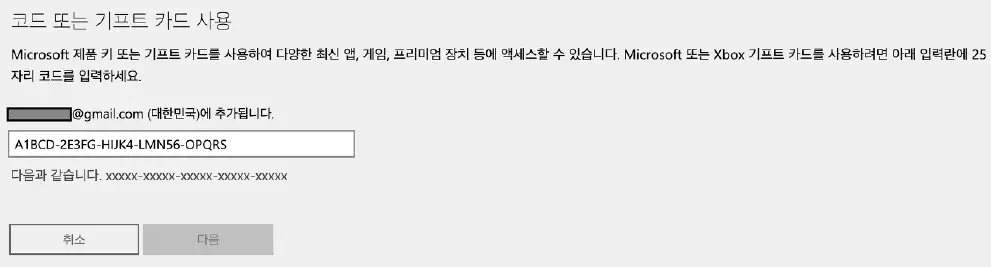 코드 또는 기프트 카드 사용
Microsoft 제품 키 또는 기프트 카드를 사용하여 다양한 최신 앱, 게임, 프리미엄 장치 등에 액세스할 수 있습니다. Microsoft 또는 Xbox 기프트 카드를 사용하려면 아래 입력란에 25
자리 코드를 입력하세요.
@gmail.com (대한민국)에 추가됩니다.
A1BCD-2E3FG-HIJK4-LMN56-OPQRS
다음과 같습니다. xxxxx-xxxxx-xxxxx-xxxxx-xxxxx
취소 다음